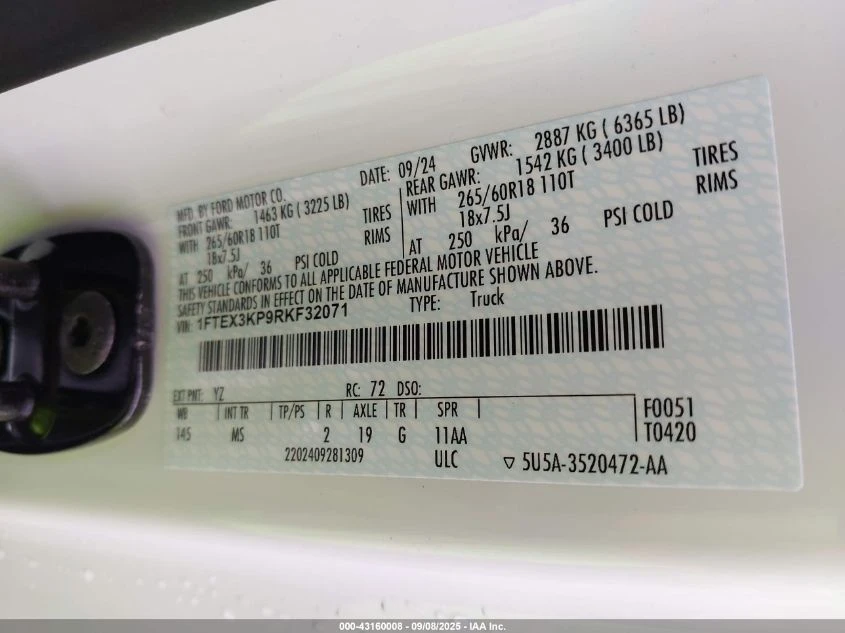 MFD. BY FORD MOTOR CO. DATE: 09/24 GVWR: 2887 KG ( 6365 LB)
FRONT GAWR: 1463 KG ( 3225 LB) REAR GAWR: 1542 KG ( 3400 LB)
WITH 265/60R18 110T TIRES WITH 265/60R18 110T TIRES
18x7.5J RIMS 18x7.5J RIMS
AT 250 kPa/ 36 PSI COLD AT 250 kPa/ 36 PSI COLD
THIS VEHICLE CONFORMS TO ALL APPLICABLE FEDERAL MOTOR VEHICLE
SAFETY STANDARDS IN EFFECT ON THE DATE OF MANUFACTURE SHOWN ABOVE.
VIN: 1FTEX3KP9RKF32071 TYPE: Truck
EXT PNT: YZ RC: 72 DSO:
WB INT TR TP/PS R AXLE TR SPR F0051
145 MS 2 19 G 11AA T0420
2202409281309 ULC ▽ 5U5A-3520472-AA
000-43160008 - 09/08/2025 - IAA Inc.